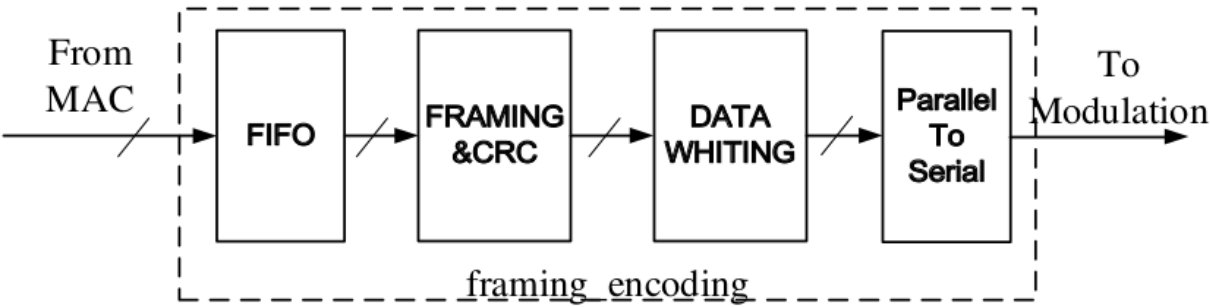 From
MAC
FIFO
FRAMING
&CRC
DATA
WHITING
Parallel
To
Serial
To
Modulation
framing_encoding